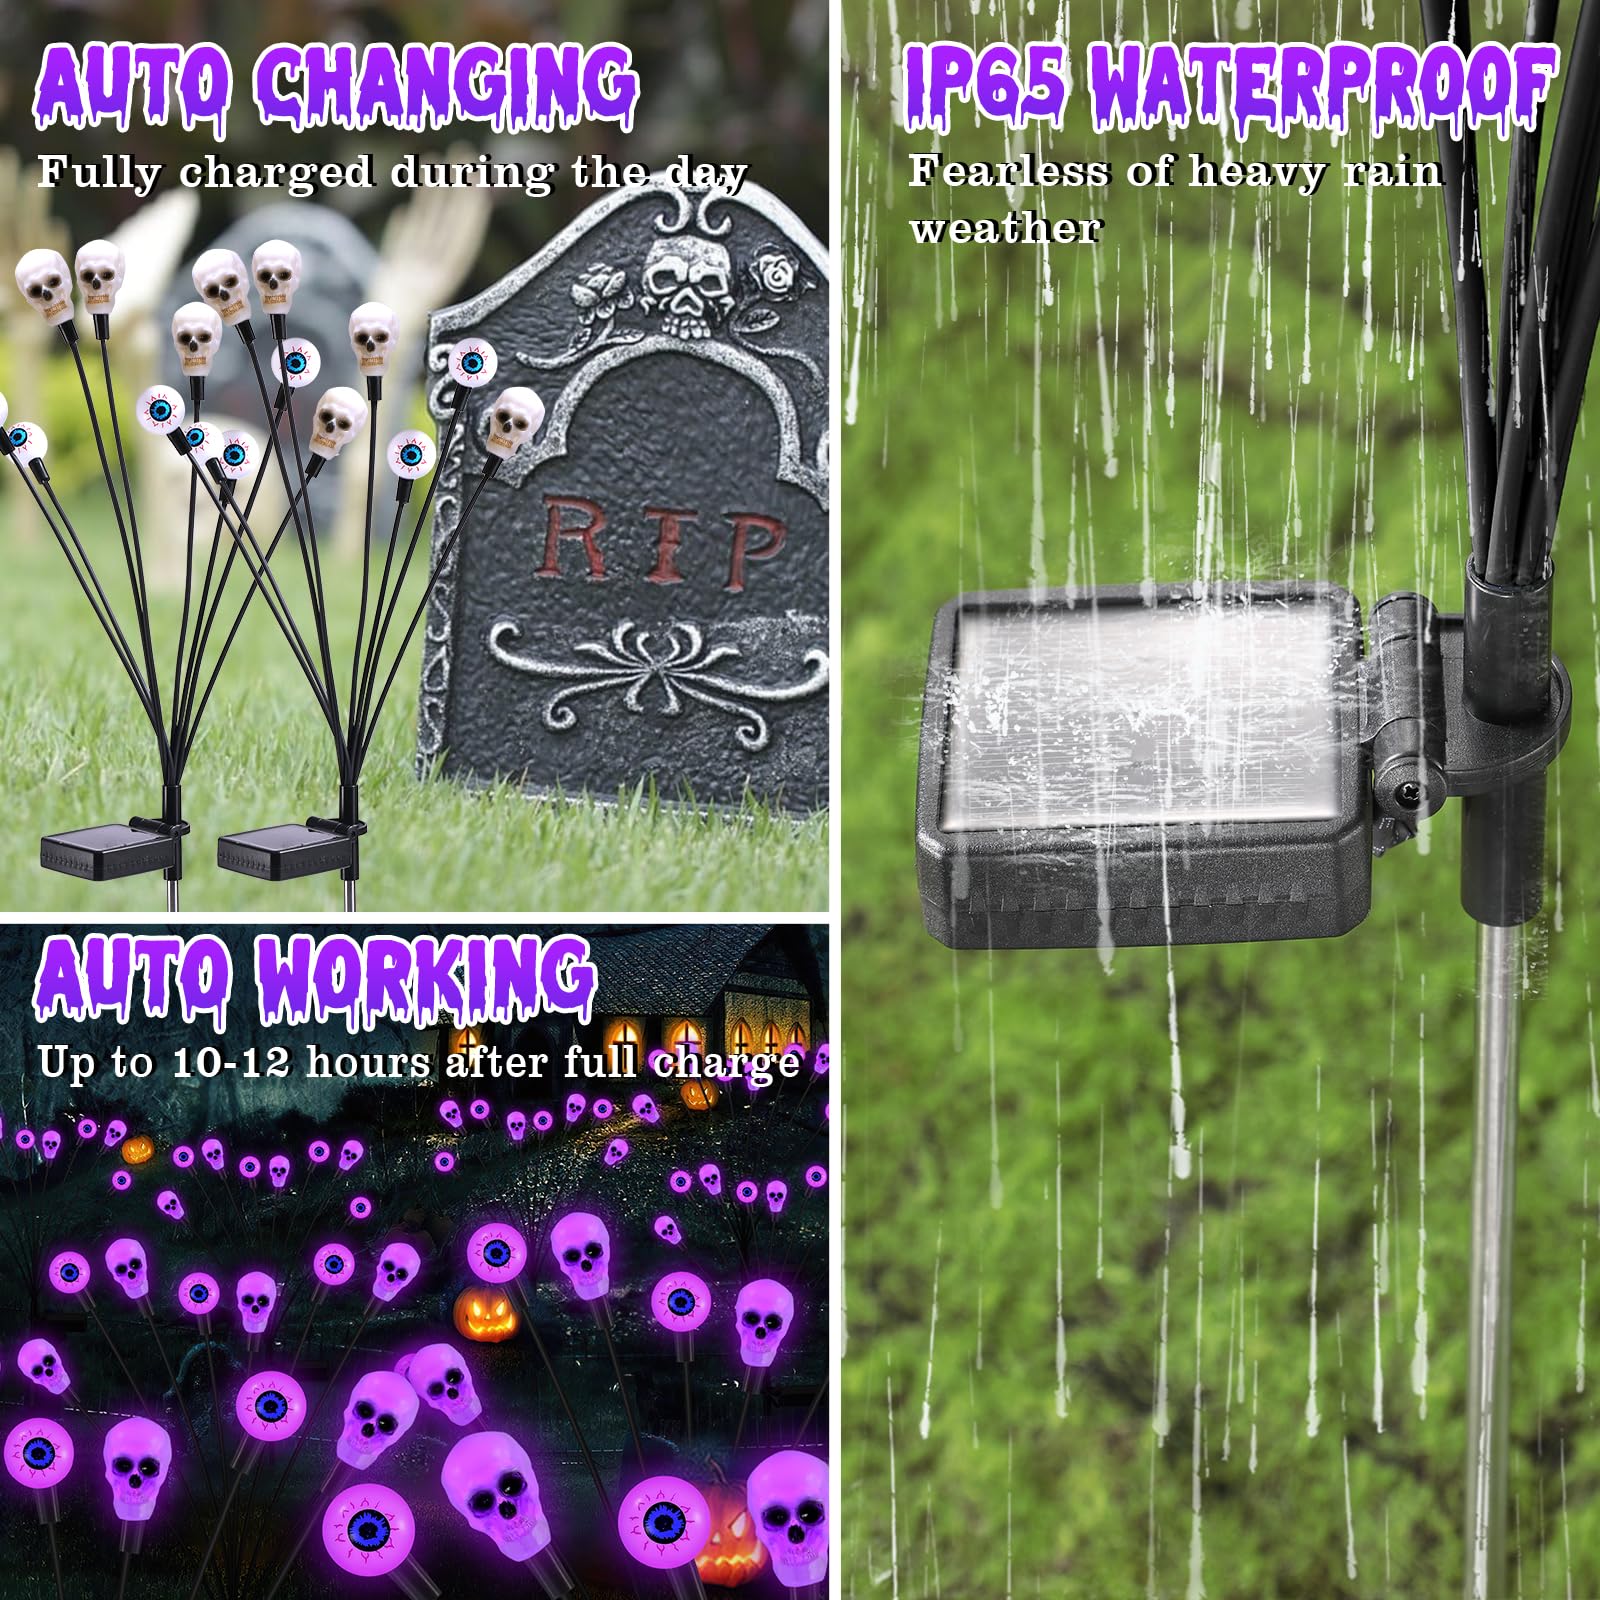 AUTO CHANGING
Fully charged during the day
RIP
IP65 WATERPROOF
Fearless of heavy rain
weather
AUTO WORKING
Up to 10-12 hours after full charge